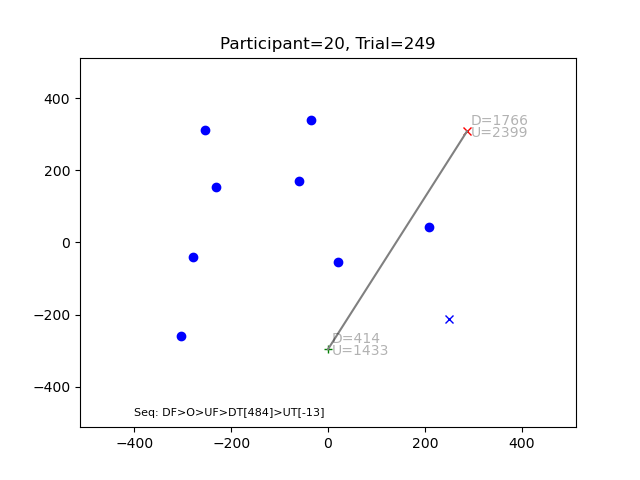 Participant=20, Trial=249
400
200
0
−200
−400
D=1766
U=2399
D=414
U=1433
Seq: DF>O>UF>DT[484]>UT[-13]
−400
−200
0
200
400